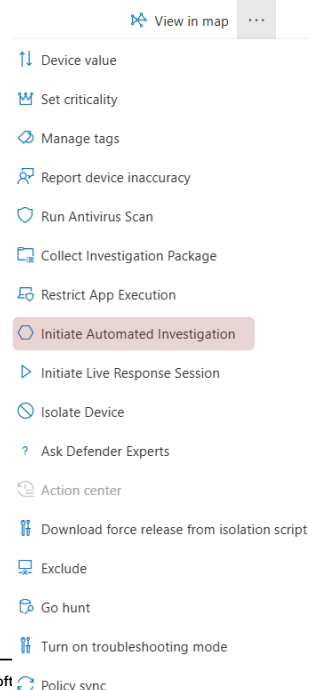 View in map ...
Device value
Set criticality
Manage tags
Report device inaccuracy
Run Antivirus Scan
Collect Investigation Package
Restrict App Execution
Initiate Automated Investigation
Initiate Live Response Session
Isolate Device
? Ask Defender Experts
Action center
Download force release from isolation script
Exclude
Go hunt
Turn on troubleshooting mode
Policy sync